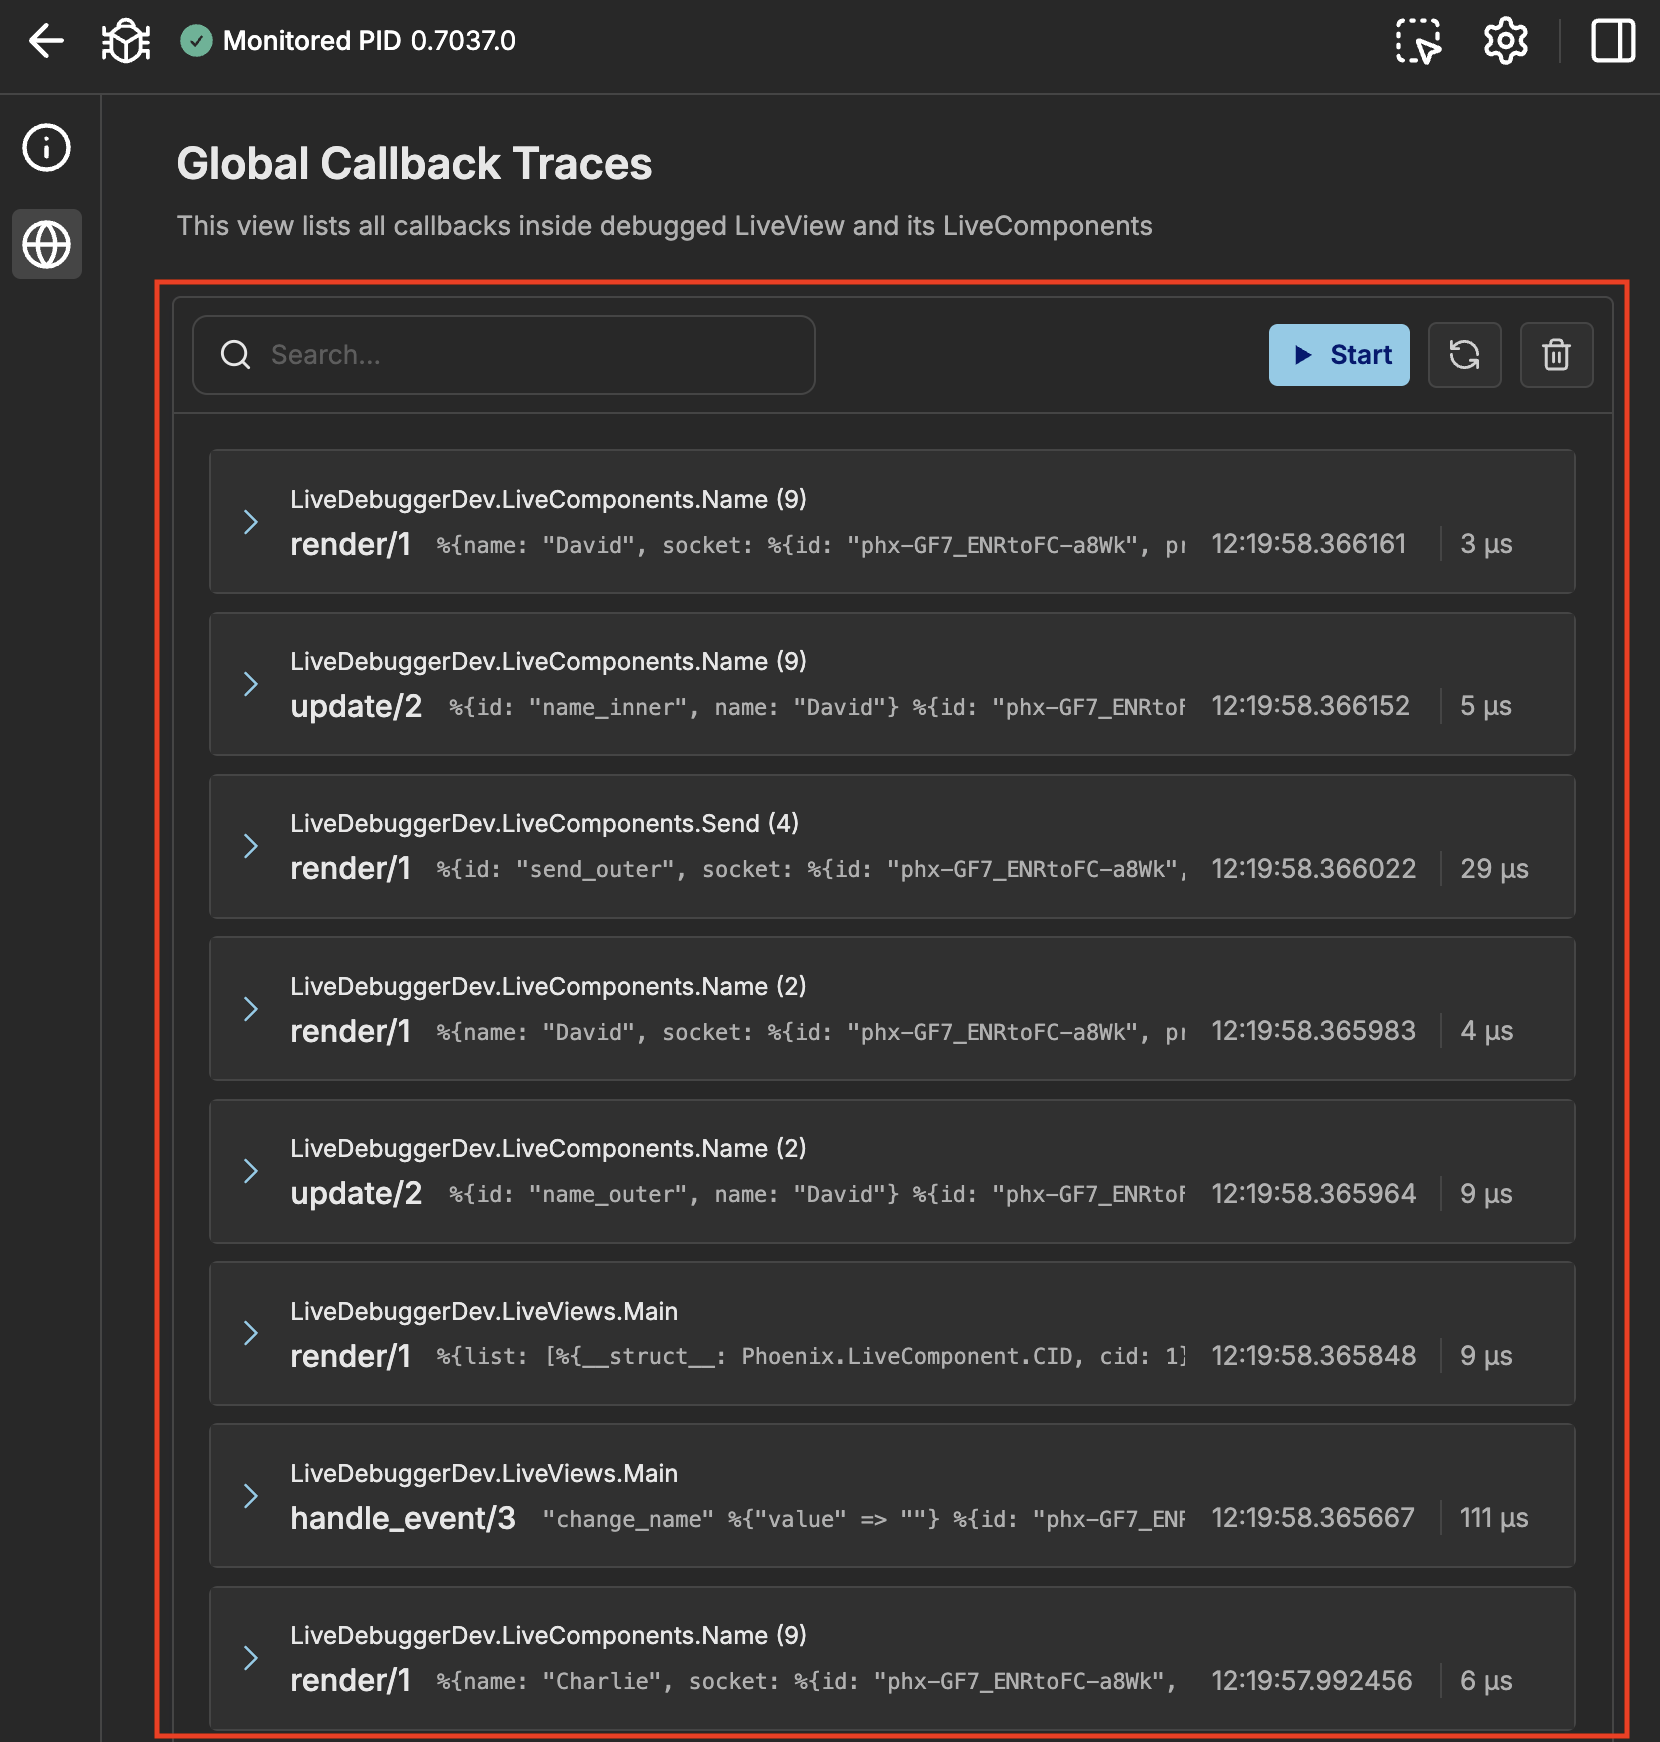 Monitored PID 0.7037.0
Global Callback Traces
This view lists all callbacks inside debugged LiveView and its LiveComponents
Search...
Start
LiveDebuggerDev.LiveComponents.Name (9)
render/1 %{name: "David", socket: %{id: "phx-GF7_ENRtoFC-a8Wk", pr 12:19:58.366161 3 µs
LiveDebuggerDev.LiveComponents.Name (9)
update/2 %{id: "name_inner", name: "David"} %{id: "phx-GF7_ENRtoF 12:19:58.366152 5 µs
LiveDebuggerDev.LiveComponents.Send (4)
render/1 %{id: "send_outer", socket: %{id: "phx-GF7_ENRtoFC-a8Wk", 12:19:58.366022 29 µs
LiveDebuggerDev.LiveComponents.Name (2)
render/1 %{name: "David", socket: %{id: "phx-GF7_ENRtoFC-a8Wk", pr 12:19:58.365983 4 µs
LiveDebuggerDev.LiveComponents.Name (2)
update/2 %{id: "name_outer", name: "David"} %{id: "phx-GF7_ENRtoF 12:19:58.365964 9 µs
LiveDebuggerDev.LiveViews.Main
render/1 %{list: [%{__struct__: Phoenix.LiveComponent.CID, cid: 1} 12:19:58.365848 9 µs
LiveDebuggerDev.LiveViews.Main
handle_event/3 "change_name" %{"value" => ""} %{id: "phx-GF7_ENR 12:19:58.365667 111 µs
LiveDebuggerDev.LiveComponents.Name (9)
render/1 %{name: "Charlie", socket: %{id: "phx-GF7_ENRtoFC-a8Wk", 12:19:57.992456 6 µs